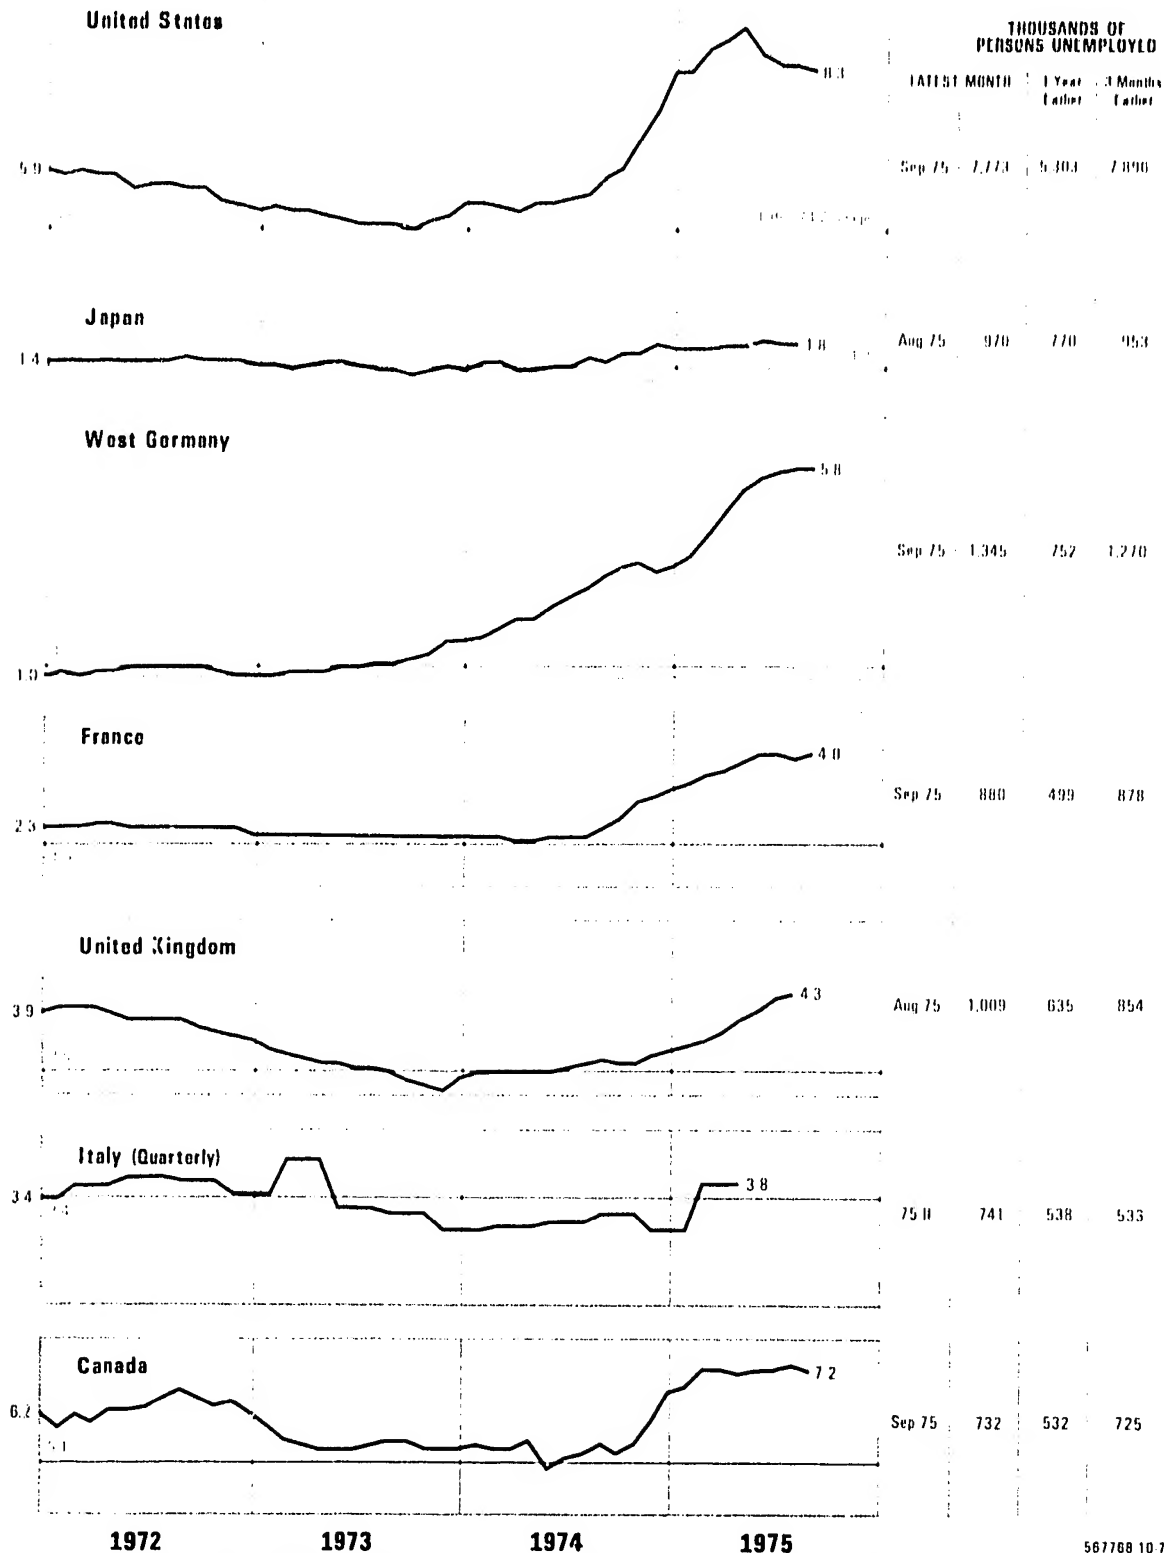 United States
THOUSANDS OF
PERSONS UNEMPLOYED
LATEST MONTH 1 Year 3 Months
Earlier Earlier
8.3
5.9
Sep 75 7,773 5,303 7,890
Japan
1.4
1.8
Aug 75 970 770 953
West Germany
5.8
Sep 75 1,345 752 1,270
1.0
France
4.0
Sep 75 880 499 878
2.3
United Kingdom
4.3
3.9
Aug 75 1,009 635 854
Italy (Quarterly)
3.4
3.8
75 II 741 538 533
Canada
7.2
6.2
Sep 75 732 532 725
5.1
1972 1973 1974 1975
567768 10-7